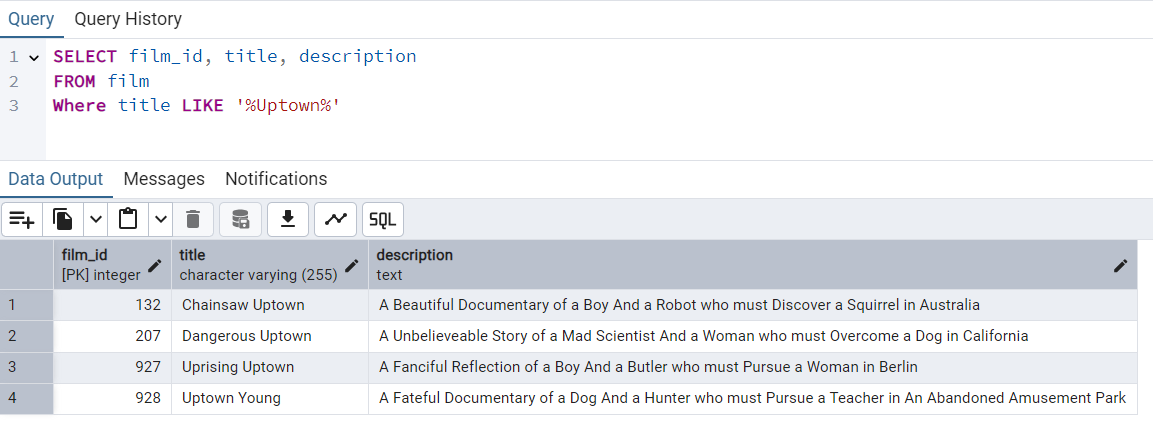 Query Query History
1 SELECT film_id, title, description
2 FROM film
3 Where title LIKE '%Uptown%'
Data Output Messages Notifications
SQL
film_id title description
[PK] integer character varying (255) text
1 132 Chainsaw Uptown A Beautiful Documentary of a Boy And a Robot who must Discover a Squirrel in Australia
2 207 Dangerous Uptown A Unbelieveable Story of a Mad Scientist And a Woman who must Overcome a Dog in California
3 927 Uprising Uptown A Fanciful Reflection of a Boy And a Butler who must Pursue a Woman in Berlin
4 928 Uptown Young A Fateful Documentary of a Dog And a Hunter who must Pursue a Teacher in An Abandoned Amusement Park